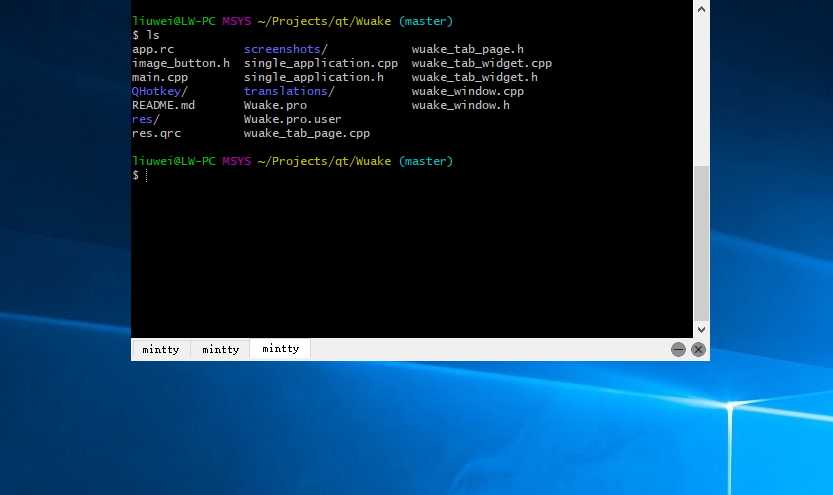 liuwei@LW-PC MSYS ~/Projects/qt/Wuake (master)
$ ls
app.rc screenshots/ wuake_tab_page.h
image_button.h single_application.cpp wuake_tab_widget.cpp
main.cpp single_application.h wuake_tab_widget.h
QHotkey/ translations/ wuake_window.cpp
README.md Wuake.pro wuake_window.h
res/ Wuake.pro.user
res.qrc wuake_tab_page.cpp
liuwei@LW-PC MSYS ~/Projects/qt/Wuake (master)
$
mintty mintty mintty